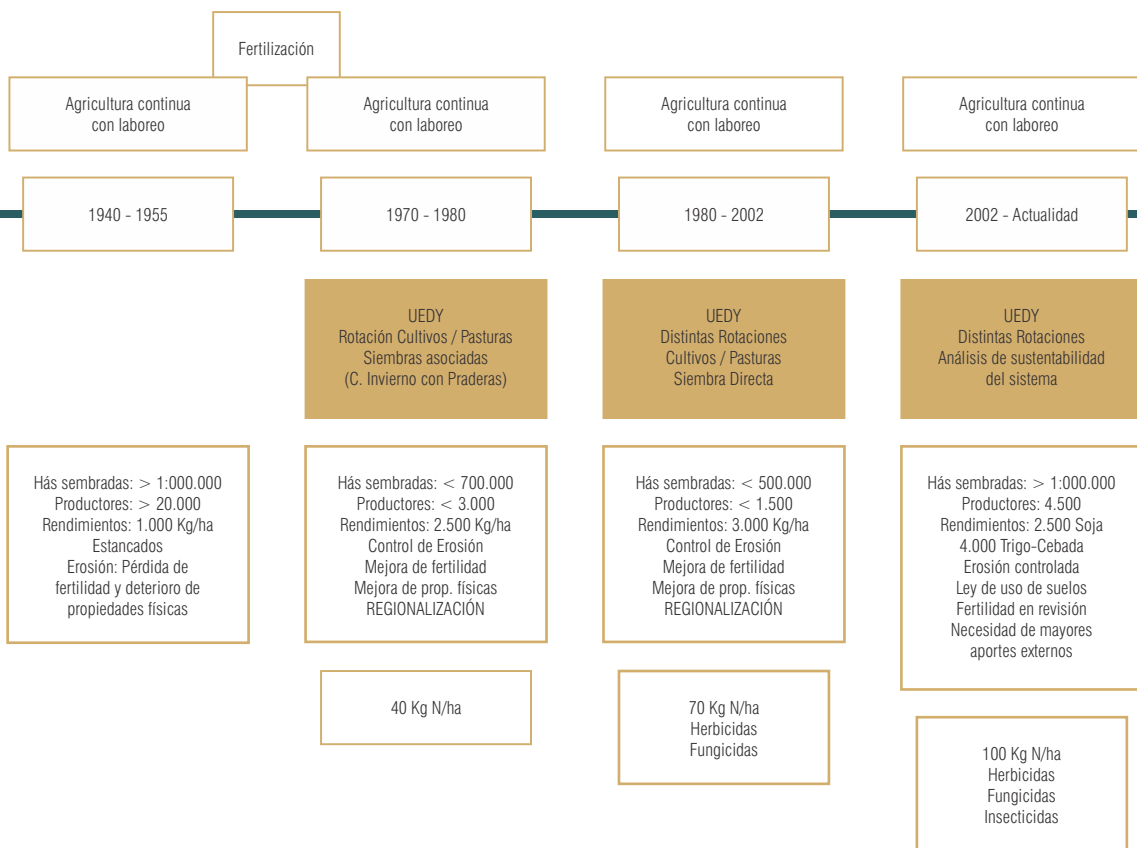 Fertilización
Agricultura continua
con laboreo
Agricultura continua
con laboreo
Agricultura continua
con laboreo
Agricultura continua
con laboreo
1940 - 1955
1970 - 1980
1980 - 2002
2002 - Actualidad
UEDY
Rotación Cultivos / Pasturas
Siembras asociadas
(C. Invierno con Praderas)
UEDY
Distintas Rotaciones
Cultivos / Pasturas
Siembra Directa
UEDY
Distintas Rotaciones
Análisis de sustentabilidad
del sistema
Hás sembradas: > 1:000.000
Productores: > 20.000
Rendimientos: 1.000 Kg/ha
Estancados
Erosión: Pérdida de
fertilidad y deterioro de
propiedades físicas
Hás sembradas: < 700.000
Productores: < 3.000
Rendimientos: 2.500 Kg/ha
Control de Erosión
Mejora de fertilidad
Mejora de prop. físicas
REGIONALIZACIÓN
Hás sembradas: < 500.000
Productores: < 1.500
Rendimientos: 3.000 Kg/ha
Control de Erosión
Mejora de fertilidad
Mejora de prop. físicas
REGIONALIZACIÓN
Hás sembradas: > 1:000.000
Productores: 4.500
Rendimientos: 2.500 Soja
4.000 Trigo-Cebada
Erosión controlada
Ley de uso de suelos
Fertilidad en revisión
Necesidad de mayores
aportes externos
40 Kg N/ha
70 Kg N/ha
Herbicidas
Fungicidas
100 Kg N/ha
Herbicidas
Fungicidas
Insecticidas